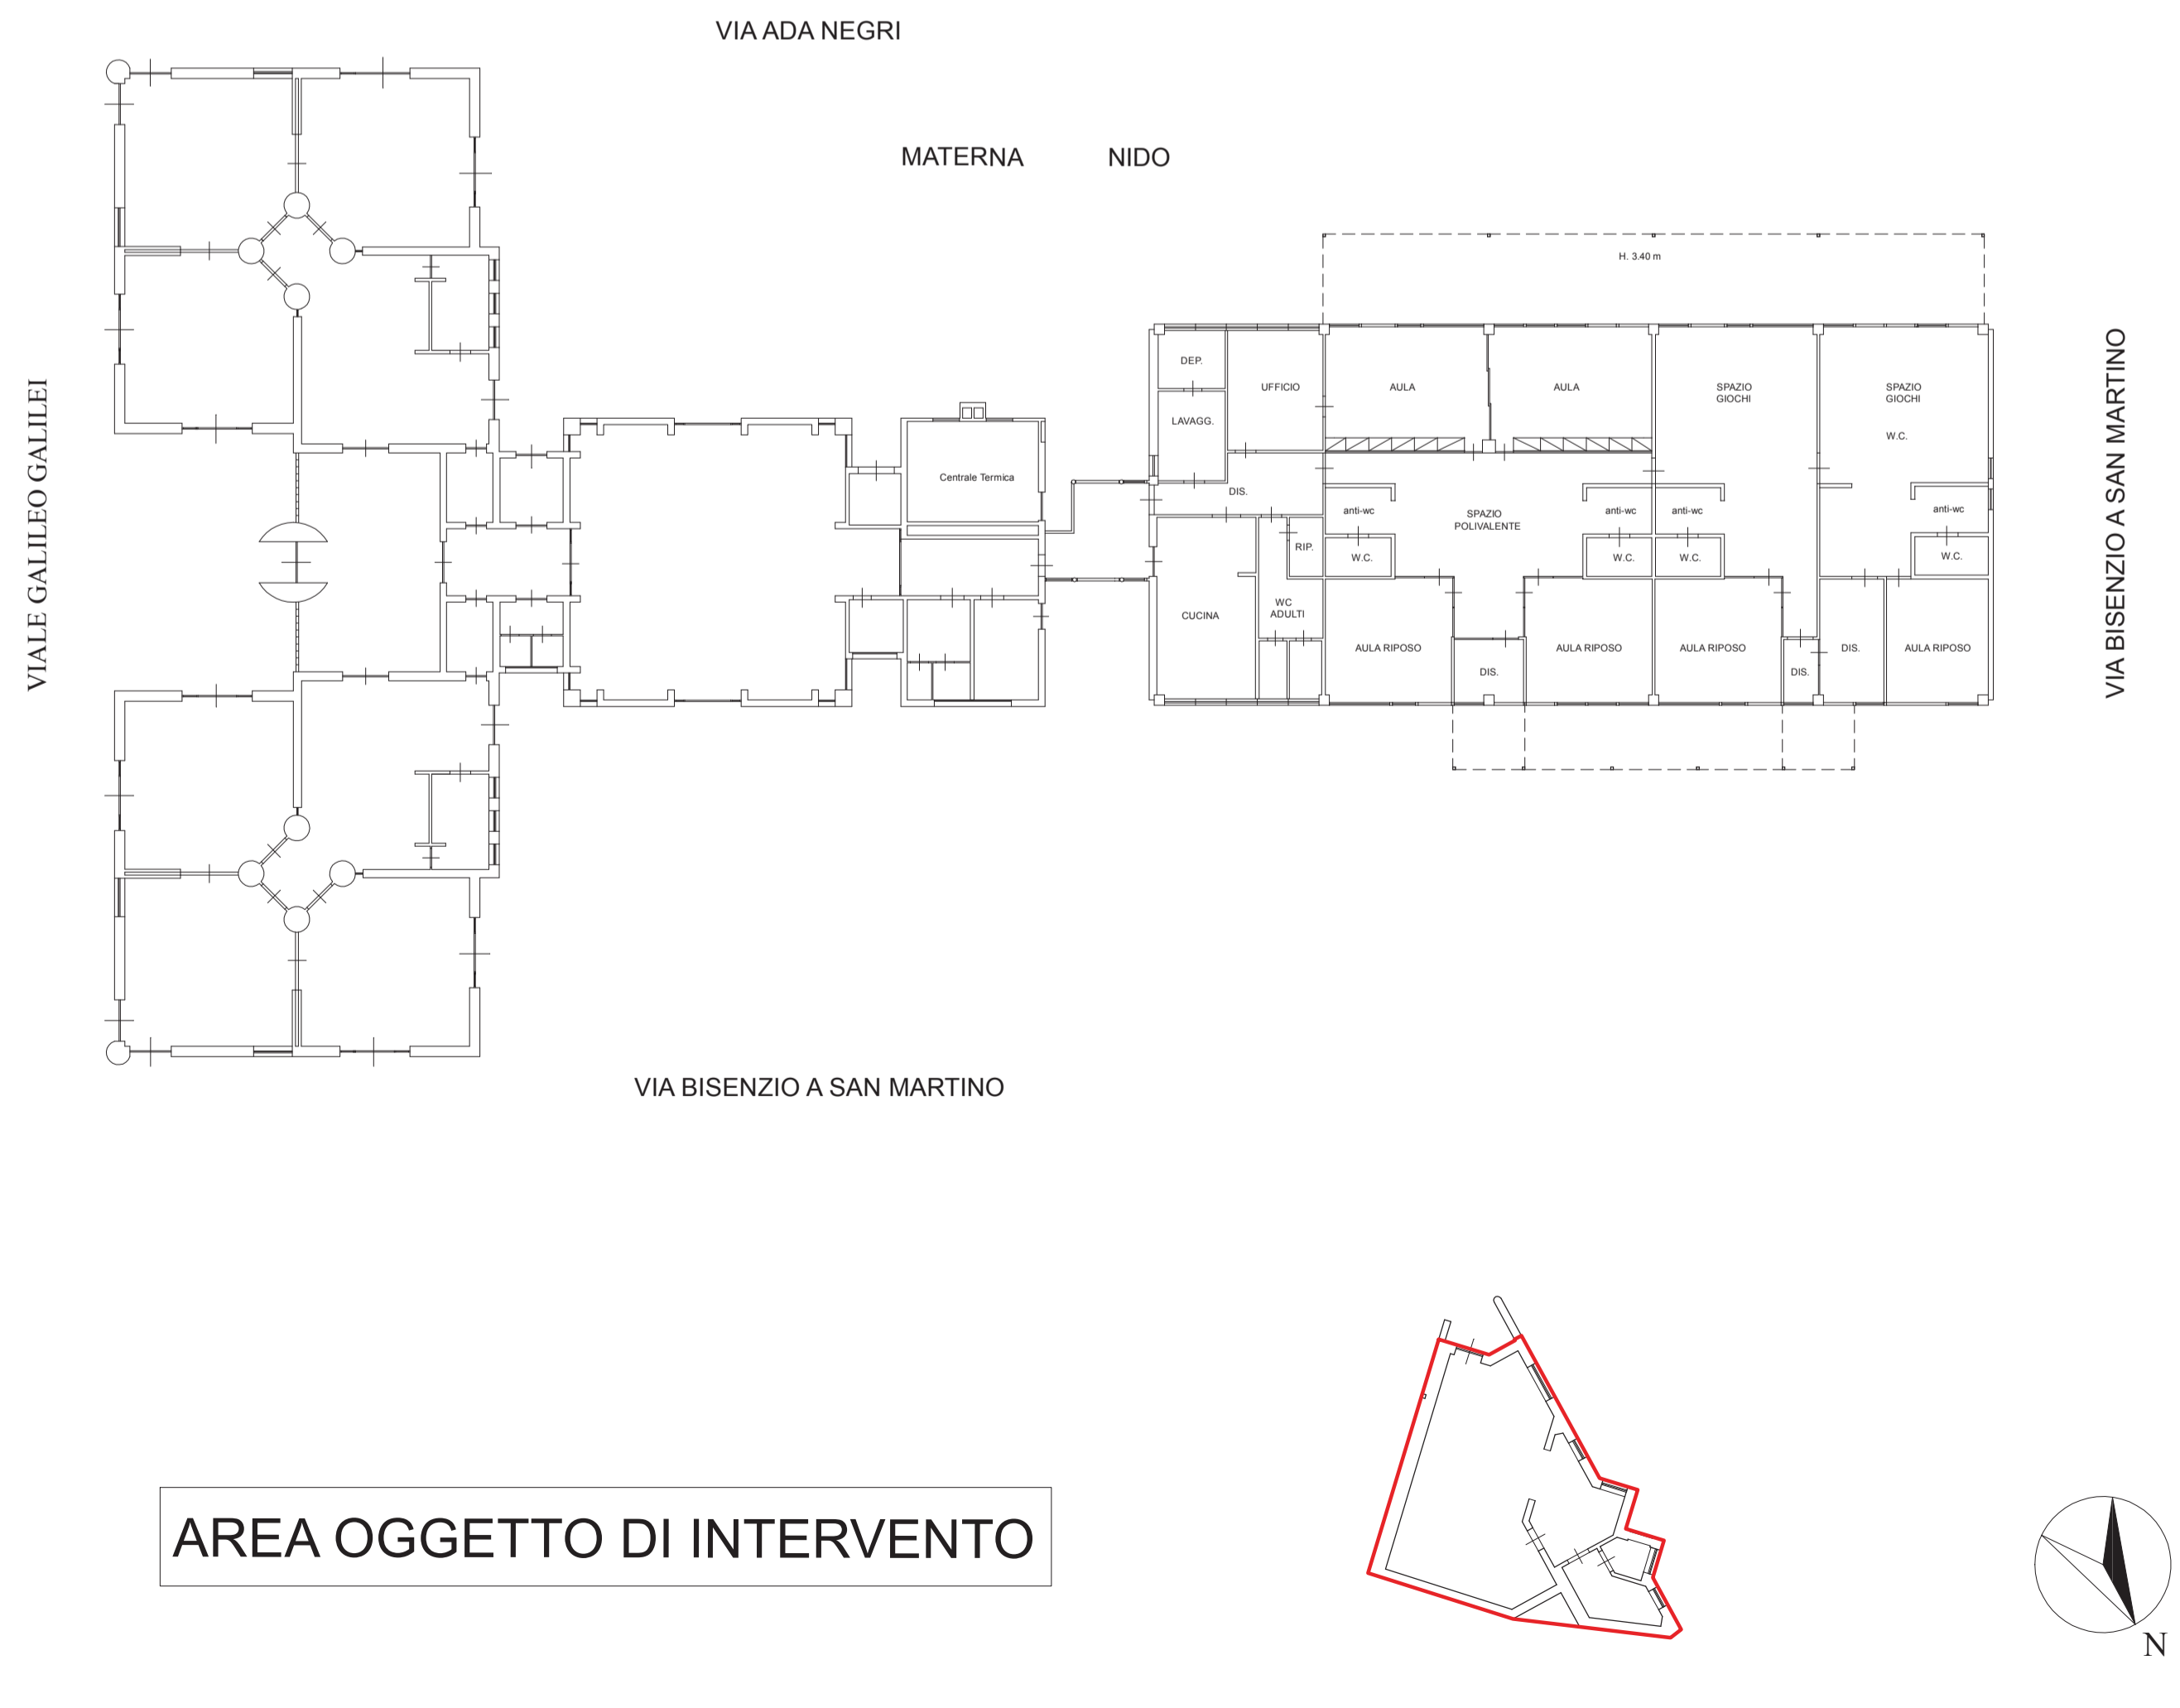 VIA ADA NEGRI
MATERNA
NIDO
H. 3.40 m
VIALE GALILEO GALILEI
VIA BISENZIO A SAN MARTINO
DEP.
UFFICIO
AULA
AULA
SPAZIO
GIOCHI
SPAZIO
GIOCHI
LAVAGG.
W.C.
Centrale Termica
DIS.
anti-wc
SPAZIO
POLIVALENTE
anti-wc
anti-wc
anti-wc
RIP.
W.C.
W.C.
W.C.
W.C.
CUCINA
WC
ADULTI
AULA RIPOSO
DIS.
AULA RIPOSO
AULA RIPOSO
DIS.
DIS.
AULA RIPOSO
VIA BISENZIO A SAN MARTINO
AREA OGGETTO DI INTERVENTO
N